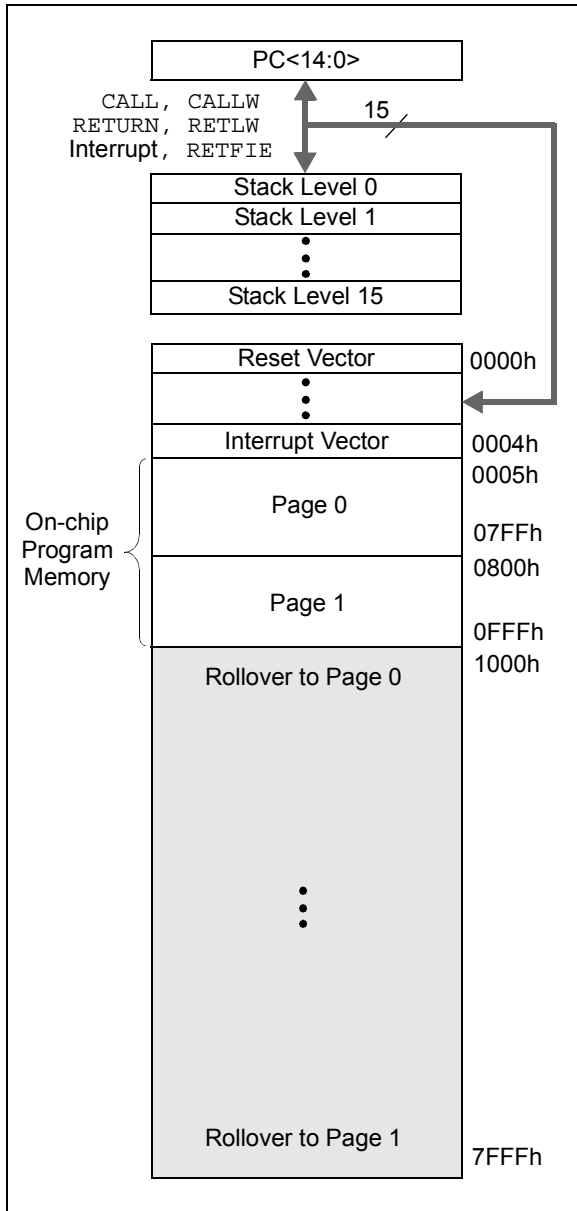 PC<14:0>
CALL, CALLW
RETURN, RETLW
Interrupt, RETFIE
15
Stack Level 0
Stack Level 1
Stack Level 15
Reset Vector
0000h
Interrupt Vector
0004h
0005h
On-chip
Program
Memory
Page 0
07FFh
0800h
Page 1
0FFFh
1000h
Rollover to Page 0
Rollover to Page 1
7FFFh